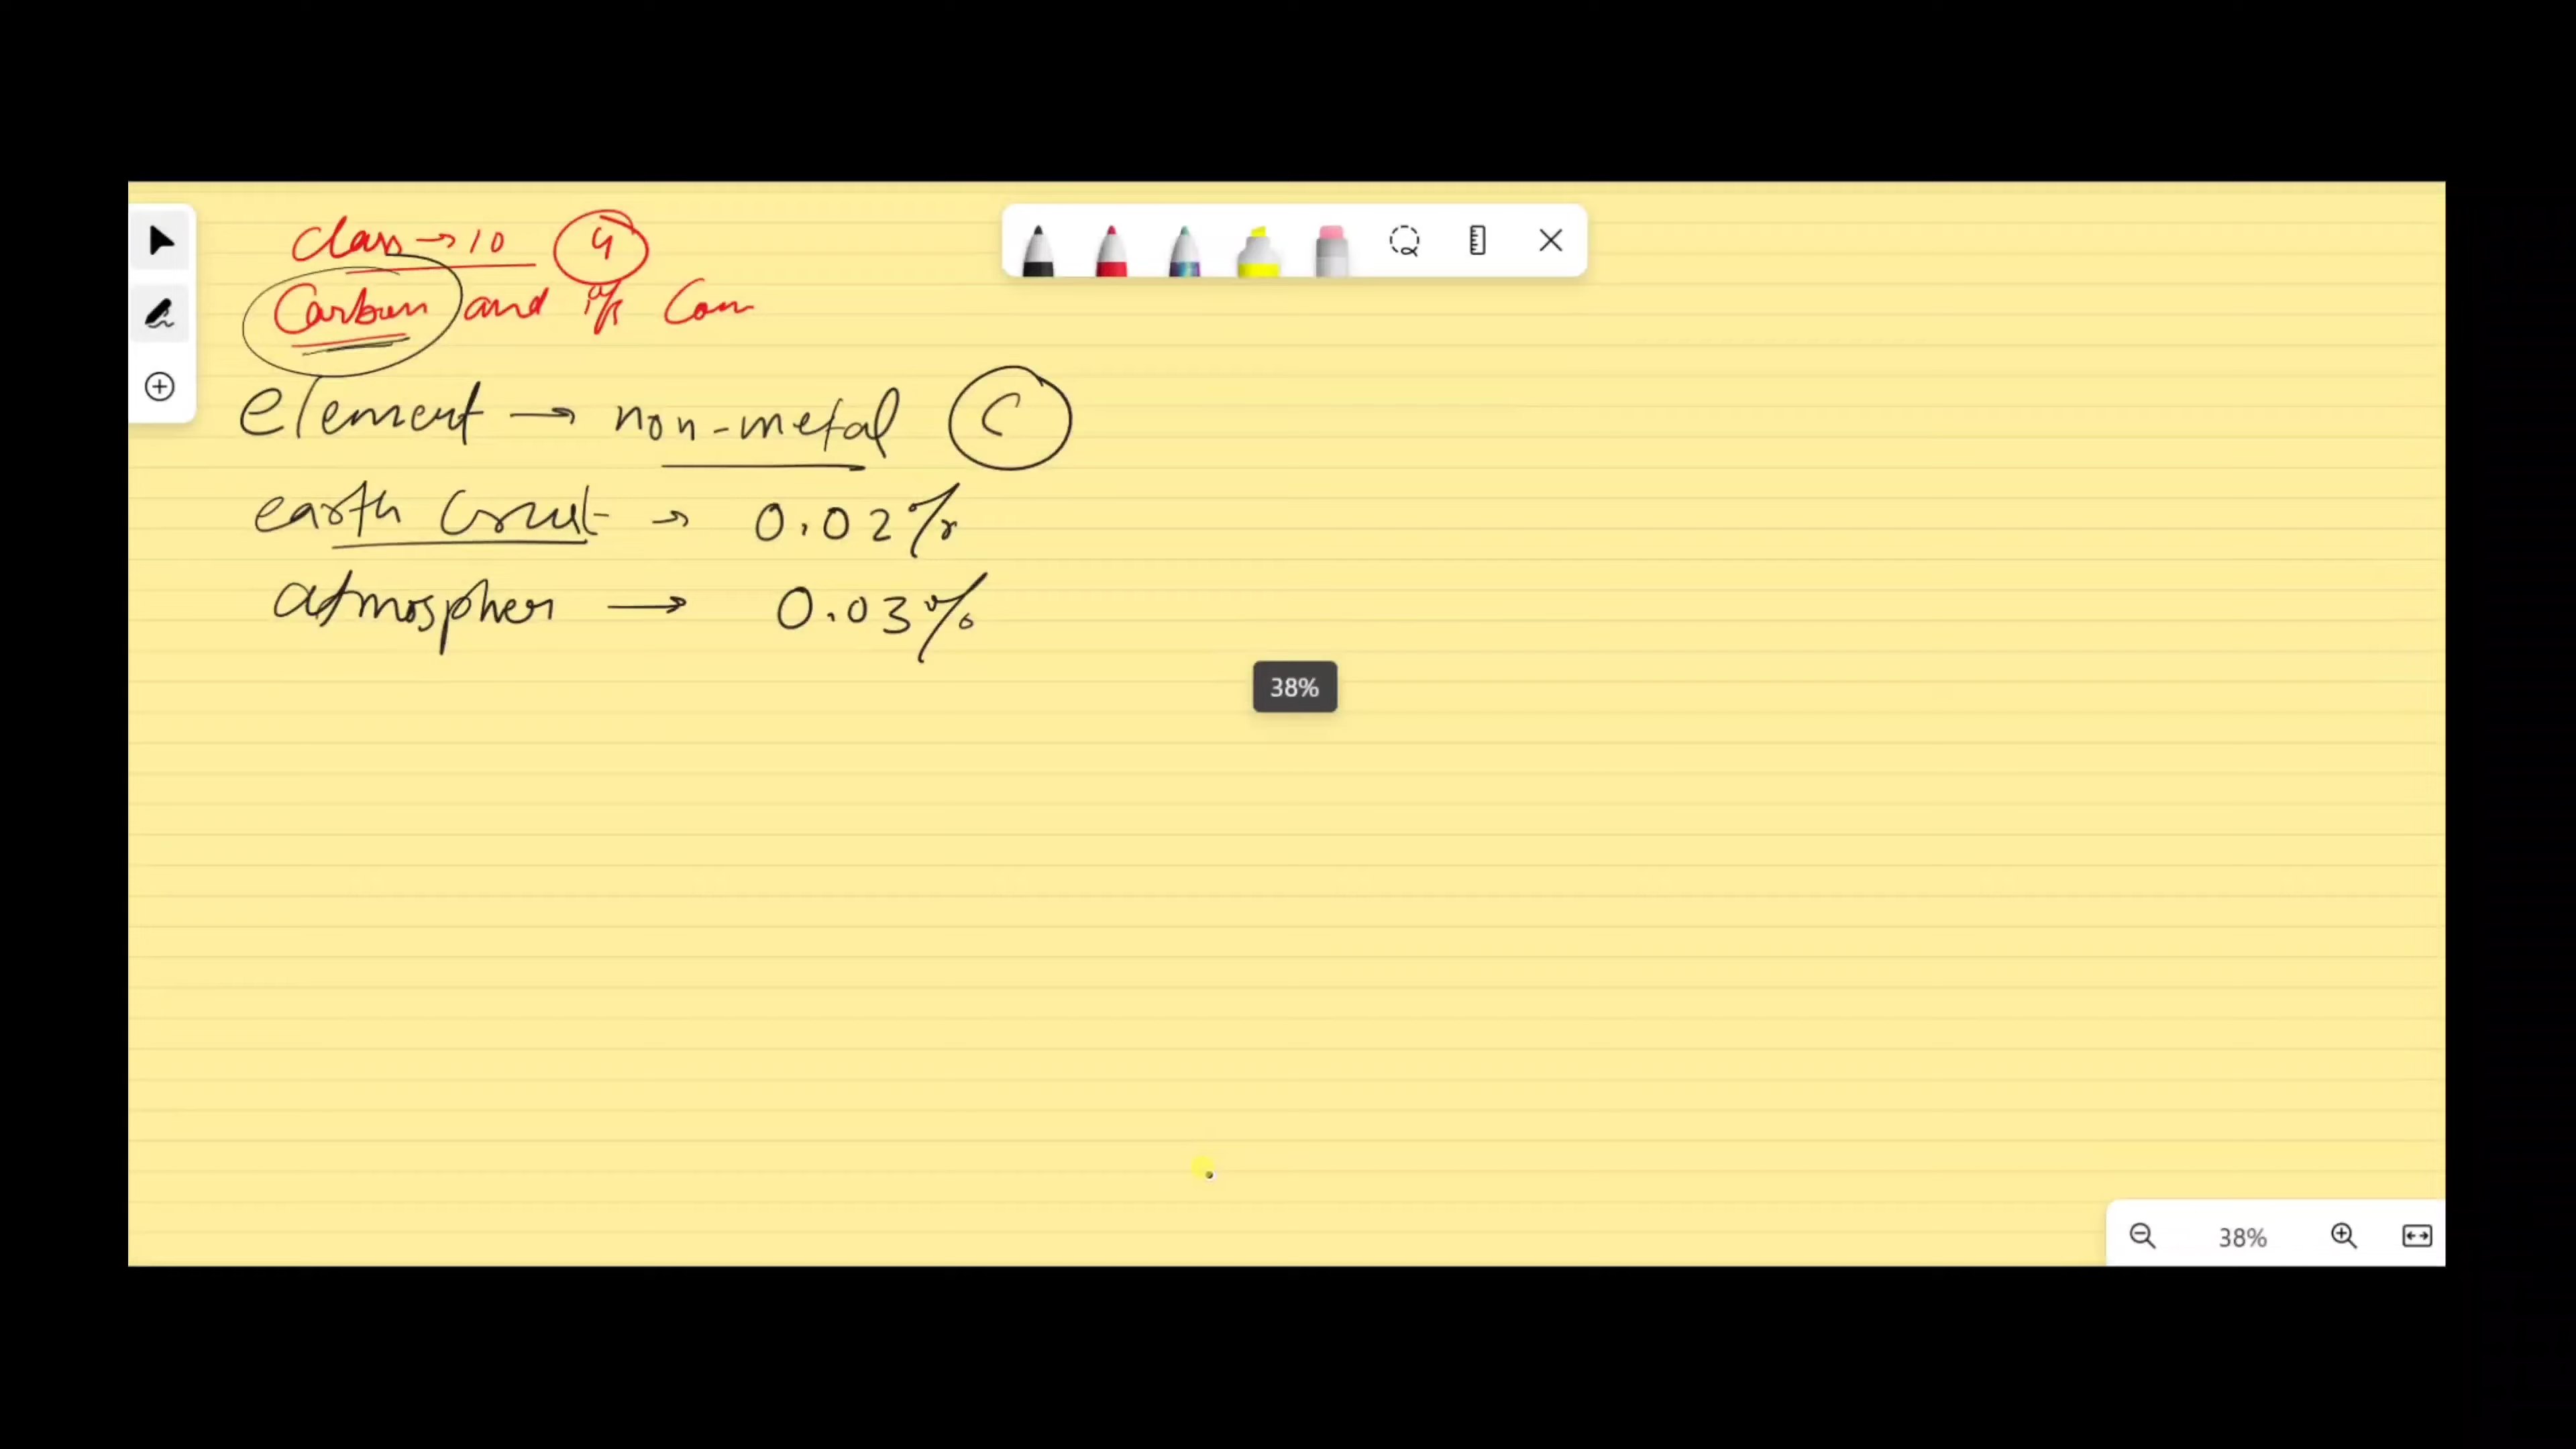 class → 10 4
Carbon and its Com
element → non-metal C
earth crust → 0.02%
atmospher → 0.03%
38%
38%